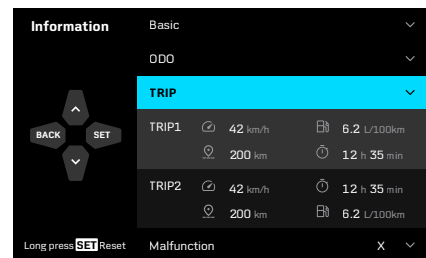 Information
Basic
ODO
TRIP
BACK
SET
TRIP1
42 km/h
6.2 L/100km
200 km
12 h 35 min
TRIP2
42 km/h
12 h 35 min
200 km
6.2 L/100km
Long press SET Reset
Malfunction
X